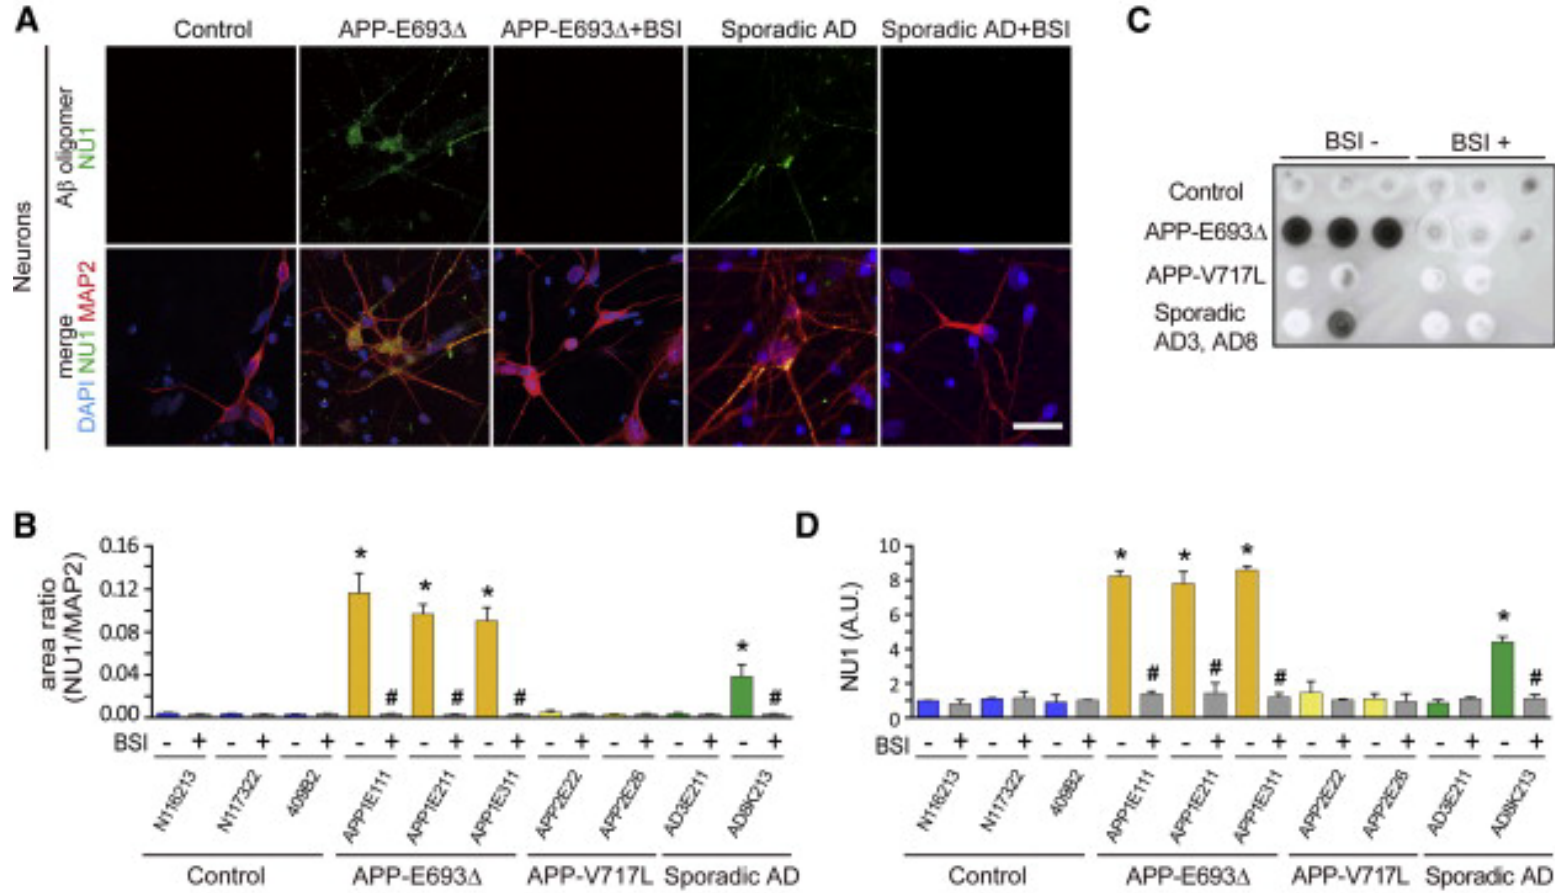 A
Control APP-E693Δ APP-E693Δ+BSI Sporadic AD Sporadic AD+BSI
Neurons
Aβ oligomer
NU1
merge
DAPI NU1 MAP2
C
BSI - BSI +
Control
APP-E693Δ
APP-V717L
Sporadic
AD3, AD8
B
area ratio
(NU1/MAP2)
0.16
0.12
0.08
0.04
0.00
* * * *
# # # #
BSI - + - + - + - + - + - + - + - + - + - +
N116213 N117322 409B2 APP1E111 APP1E211 APP1E311 APP2E22 APP2E26 AD3E211 AD8K213
Control APP-E693Δ APP-V717L Sporadic AD
D
NU1 (A.U.)
10
8
6
4
2
0
* * * *
# # # #
BSI - + - + - + - + - + - + - + - + - + - +
N116213 N117322 409B2 APP1E111 APP1E211 APP1E311 APP2E22 APP2E26 AD3E211 AD8K213
Control APP-E693Δ APP-V717L Sporadic AD